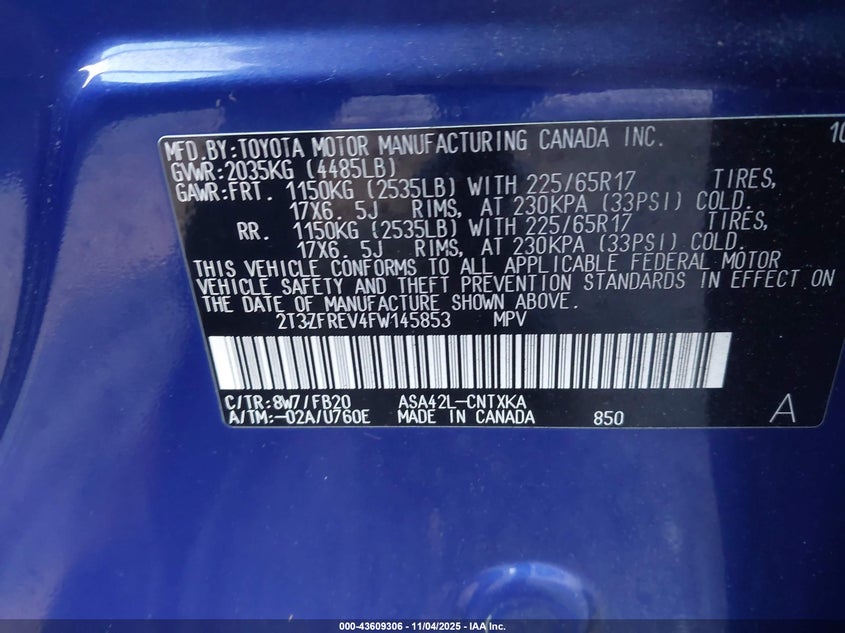 MFD.BY:TOYOTA MOTOR MANUFACTURING CANADA INC. 10
GVWR:2035KG (4485LB)
GAWR:FRT. 1150KG (2535LB) WITH 225/65R17 TIRES,
17X6. 5J RIMS, AT 230KPA (33PSI) COLD.
RR. 1150KG (2535LB) WITH 225/65R17 TIRES,
17X6. 5J RIMS, AT 230KPA (33PSI) COLD.
THIS VEHICLE CONFORMS TO ALL APPLICABLE FEDERAL MOTOR
VEHICLE SAFETY AND THEFT PREVENTION STANDARDS IN EFFECT ON
THE DATE OF MANUFACTURE SHOWN ABOVE.
2T3ZFREV4FW145853 MPV
C/TR:8W7/FB20 ASA42L-CNTXKA
A/TM:-02A/U760E MADE IN CANADA 850 A
000-43609306 - 11/04/2025 - IAA Inc.